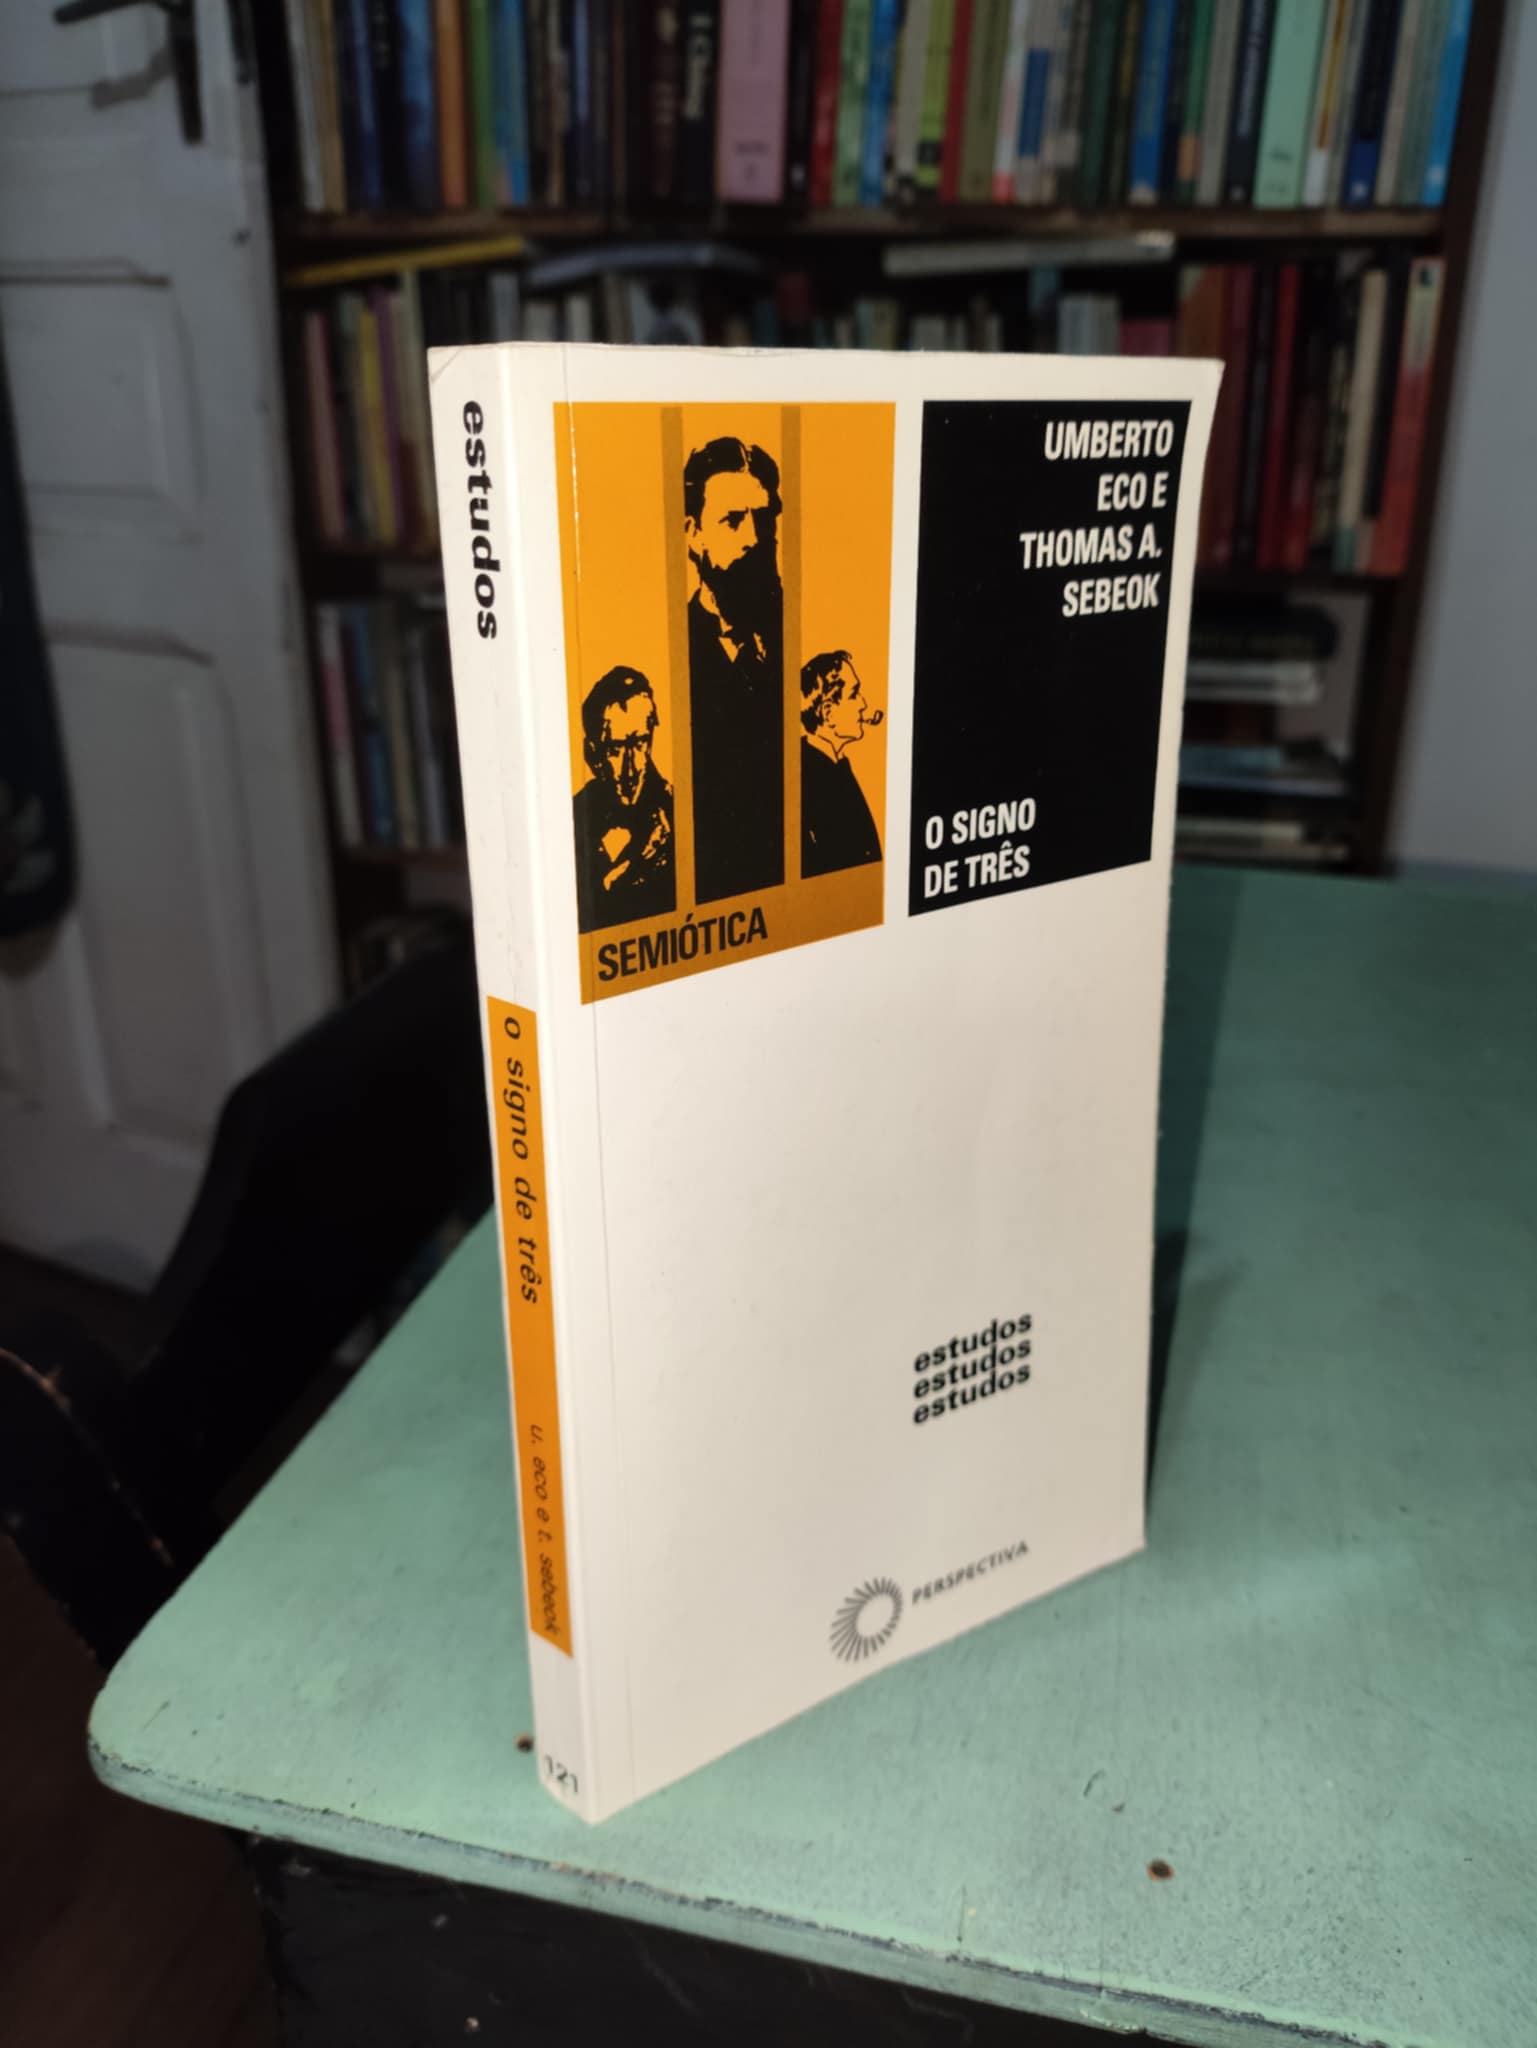 estudos
o signo de três
u. eco e t. sebeok
121
UMBERTO
ECO E
THOMAS A.
SEBEOK
O SIGNO
DE TRÊS
SEMIÓTICA
estudos
estudos
estudos
PERSPECTIVA
I Ching